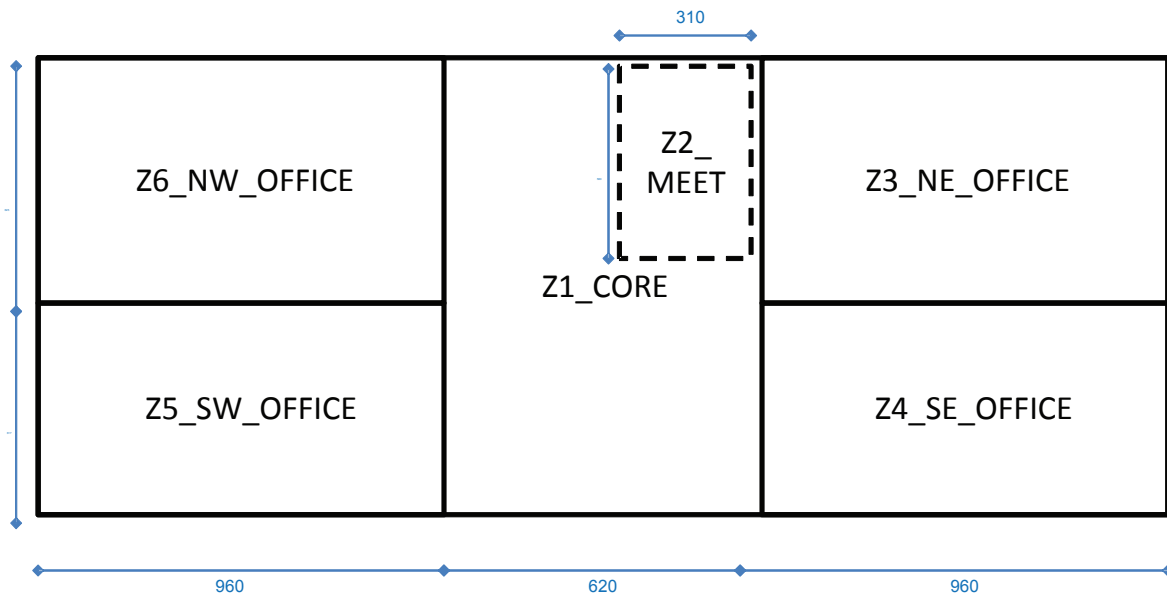 310
Z2_
MEET
Z6_NW_OFFICE
Z3_NE_OFFICE
Z1_CORE
Z5_SW_OFFICE
Z4_SE_OFFICE
960
620
960